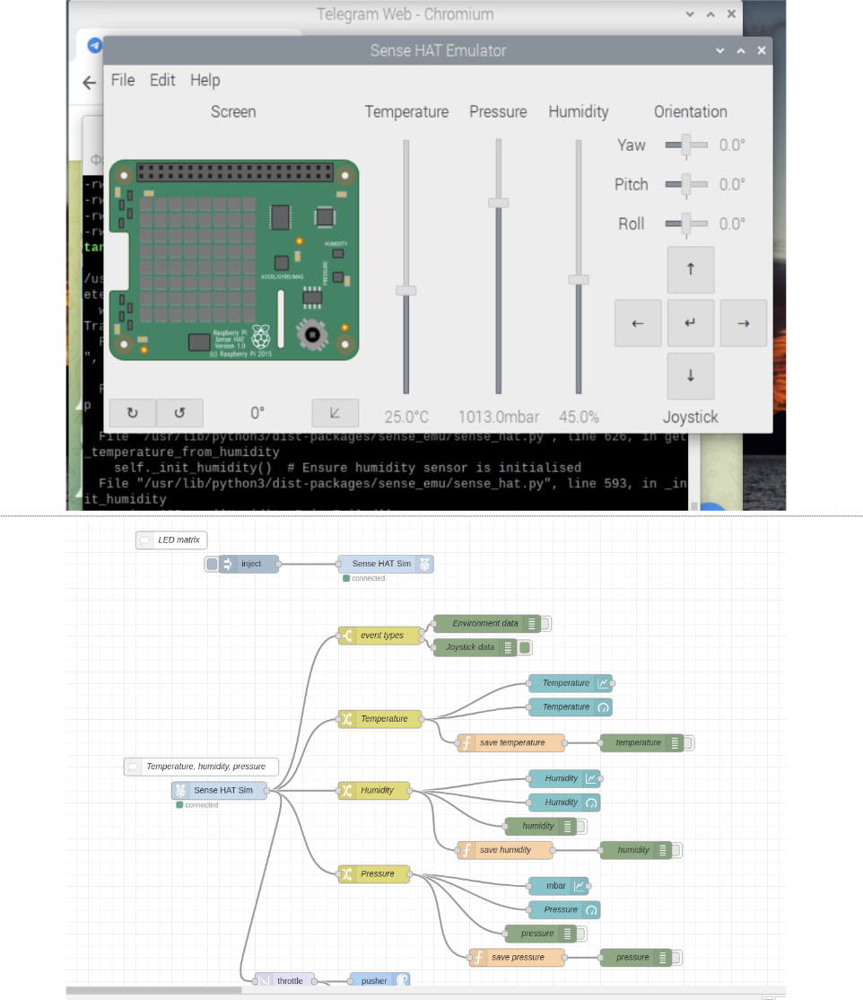 Telegram Web - Chromium
Sense HAT Emulator
File Edit Help
Screen
Temperature
Pressure
Humidity
Orientation
Yaw 0.0°
Pitch 0.0°
Roll 0.0°
HUMIDITY
PRESSURE
ACCEL/GYRO/MAG
Raspberry Pi
Sense HAT
Version 1.0
(c) Raspberry Pi 2015
↑
← ↵ →
↓
↻ ↺ 0°
25.0°C
1013.0mbar
45.0%
Joystick
Ф
-rw
-rw
-rw
-rw
tar
/us
ete
w
Tra
F
",
F
p
File "/usr/lib/python3/dist-packages/sense_emu/sense_hat.py", line 626, in get
_temperature_from_humidity
self._init_humidity() # Ensure humidity sensor is initialised
File "/usr/lib/python3/dist-packages/sense_emu/sense_hat.py", line 593, in _in
it_humidity
LED matrix
inject
Sense HAT Sim
connected
event types
Environment data
Joystick data
Temperature
Temperature
Temperature
save temperature
temperature
Temperature, humidity, pressure
Sense HAT Sim
connected
Humidity
Humidity
Humidity
humidity
save humidity
humidity
Pressure
mbar
Pressure
pressure
save pressure
pressure
throttle
pusher